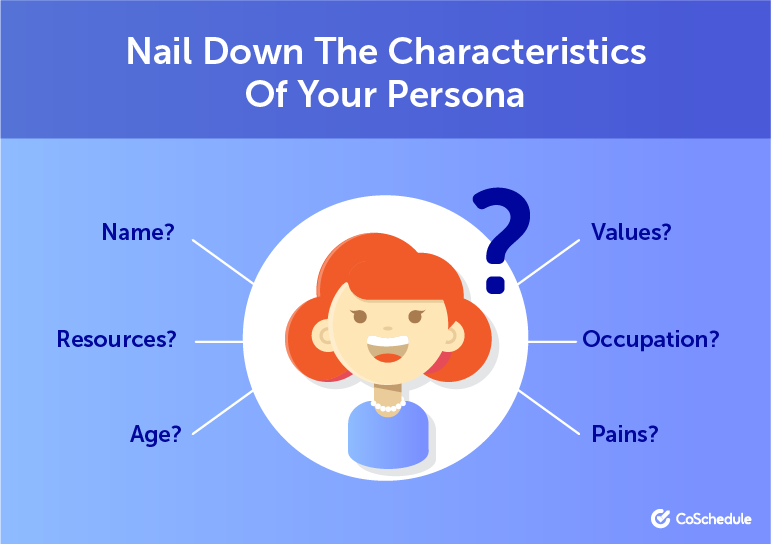 Nail Down The Characteristics
Of Your Persona
Name?
Values?
?
Resources?
Occupation?
Age?
Pains?
CoSchedule